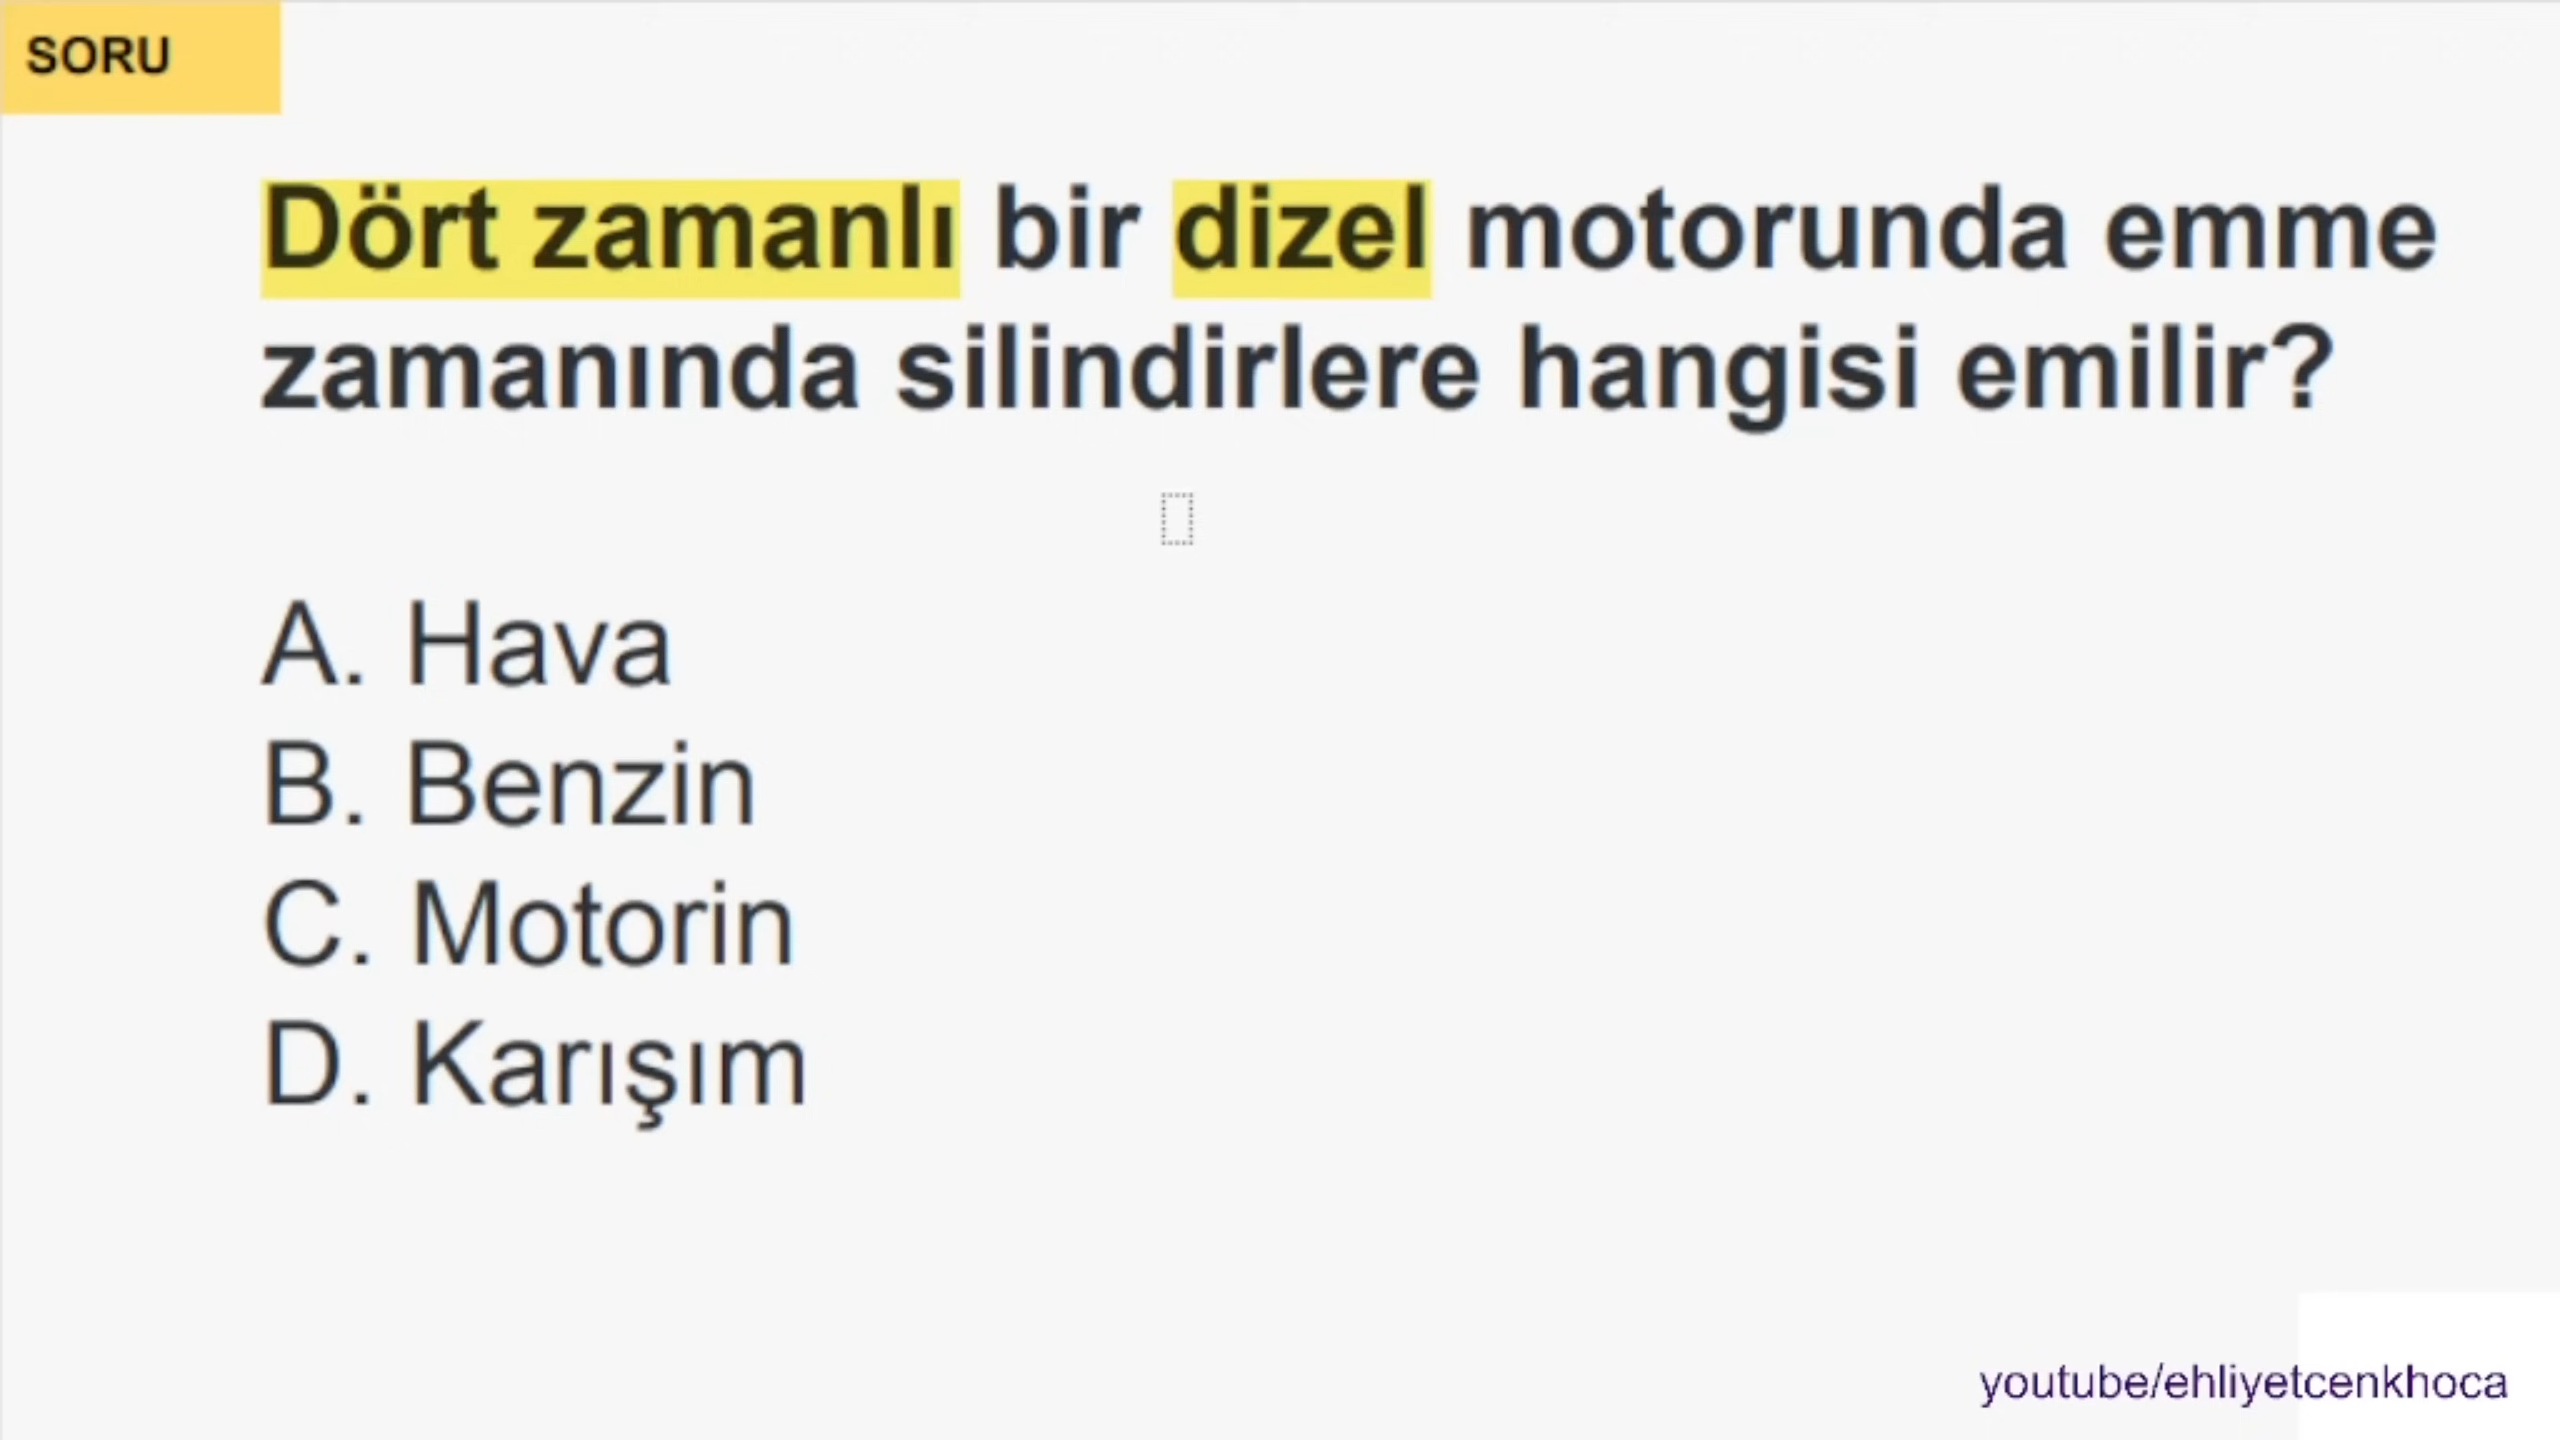 SORU
Dört zamanlı bir dizel motorunda emme
zamanında silindirlere hangisi emilir?
A. Hava
B. Benzin
C. Motorin
D. Karışım
youtube/ehliyetcenkhoca